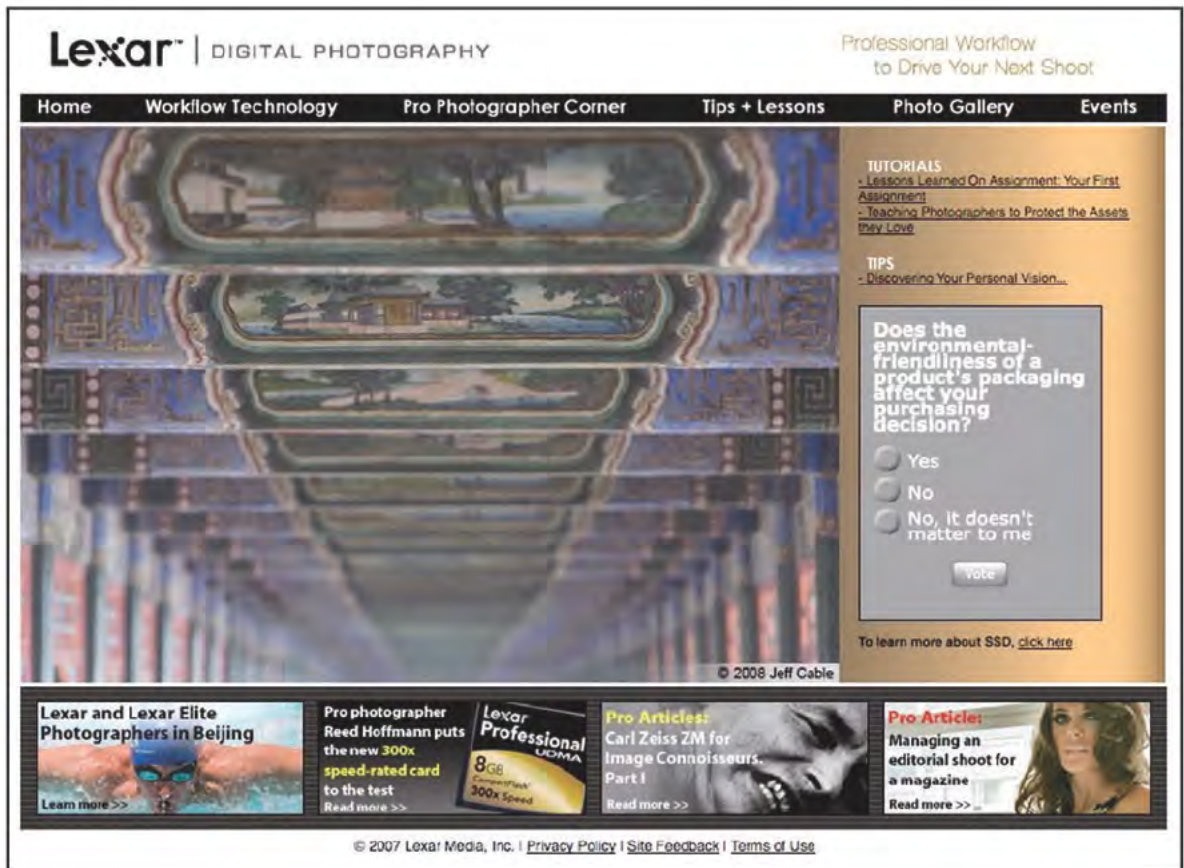 Lexar™ | DIGITAL PHOTOGRAPHY
Professional Workflow
to Drive Your Next Shoot
Home Workflow Technology Pro Photographer Corner Tips + Lessons Photo Gallery Events
TUTORIALS
- Lessons Learned On Assignment: Your First
Assignment
- Teaching Photographers to Protect the Assets
they Love
TIPS
- Discovering Your Personal Vision...
Does the
environmental-
friendliness of a
product's packaging
affect your
purchasing
decision?
Yes
No
No, it doesn't
matter to me
vote
To learn more about SSD, click here
© 2008 Jeff Cable
Lexar and Lexar Elite
Photographers in Beijing
Learn more >>
Pro photographer
Reed Hoffmann puts
the new 300x
speed-rated card
to the test
Read more >>
Lexar
Professional
UDMA
8GB
CompactFlash
300x Speed
Pro Articles:
Carl Zeiss ZM for
Image Connoisseurs.
Part I
Read more >>
Pro Article:
Managing an
editorial shoot for
a magazine
Read more >>
© 2007 Lexar Media, Inc. | Privacy Policy | Site Feedback | Terms of Use